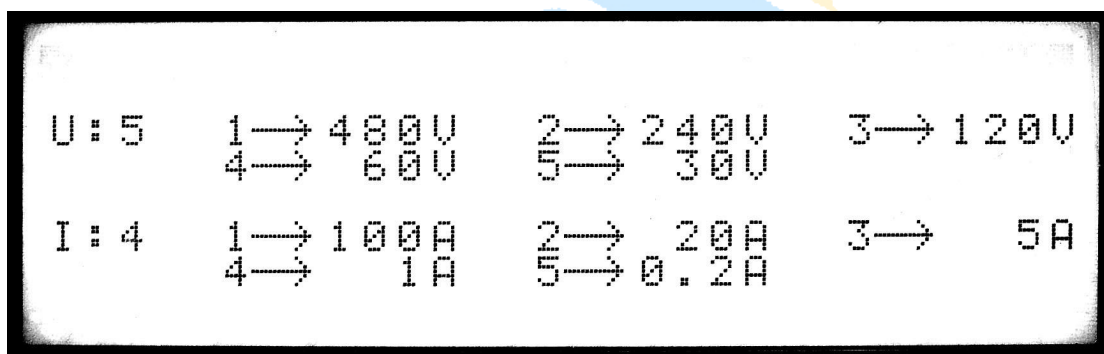 U:5 1→480V 2→240V 3→120V
4→ 60V 5→ 30V
I:4 1→100A 2→ 20A 3→ 5A
4→ 1A 5→0.2A